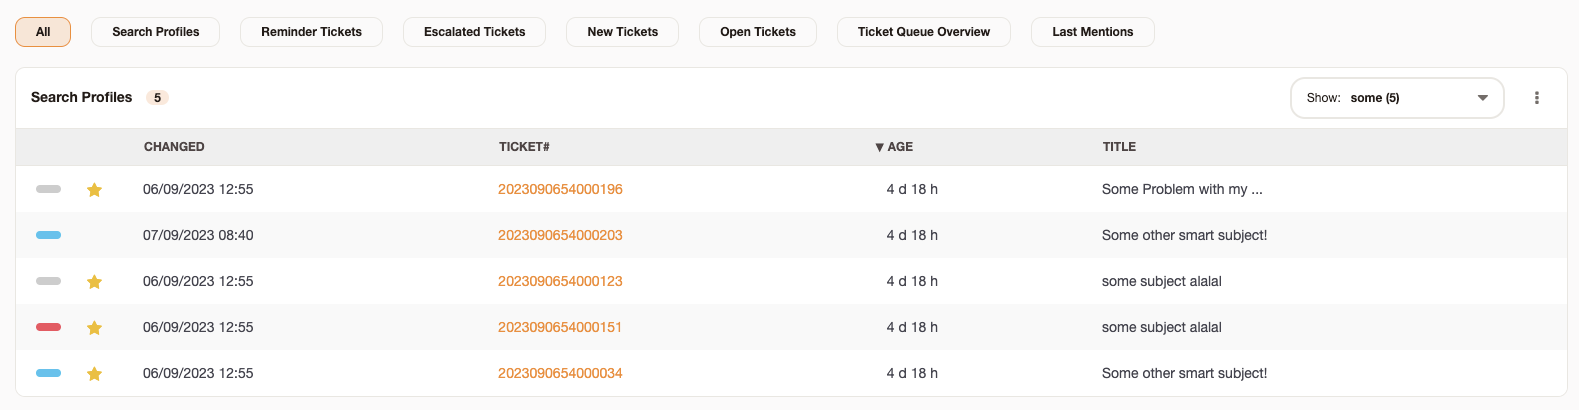 All Search Profiles Reminder Tickets Escalated Tickets New Tickets Open Tickets Ticket Queue Overview Last Mentions
Search Profiles 5 Show: some (5)
CHANGED TICKET# ▼ AGE TITLE
06/09/2023 12:55 2023090654000196 4 d 18 h Some Problem with my ...
07/09/2023 08:40 2023090654000203 4 d 18 h Some other smart subject!
06/09/2023 12:55 2023090654000123 4 d 18 h some subject alalal
06/09/2023 12:55 2023090654000151 4 d 18 h some subject alalal
06/09/2023 12:55 2023090654000034 4 d 18 h Some other smart subject!